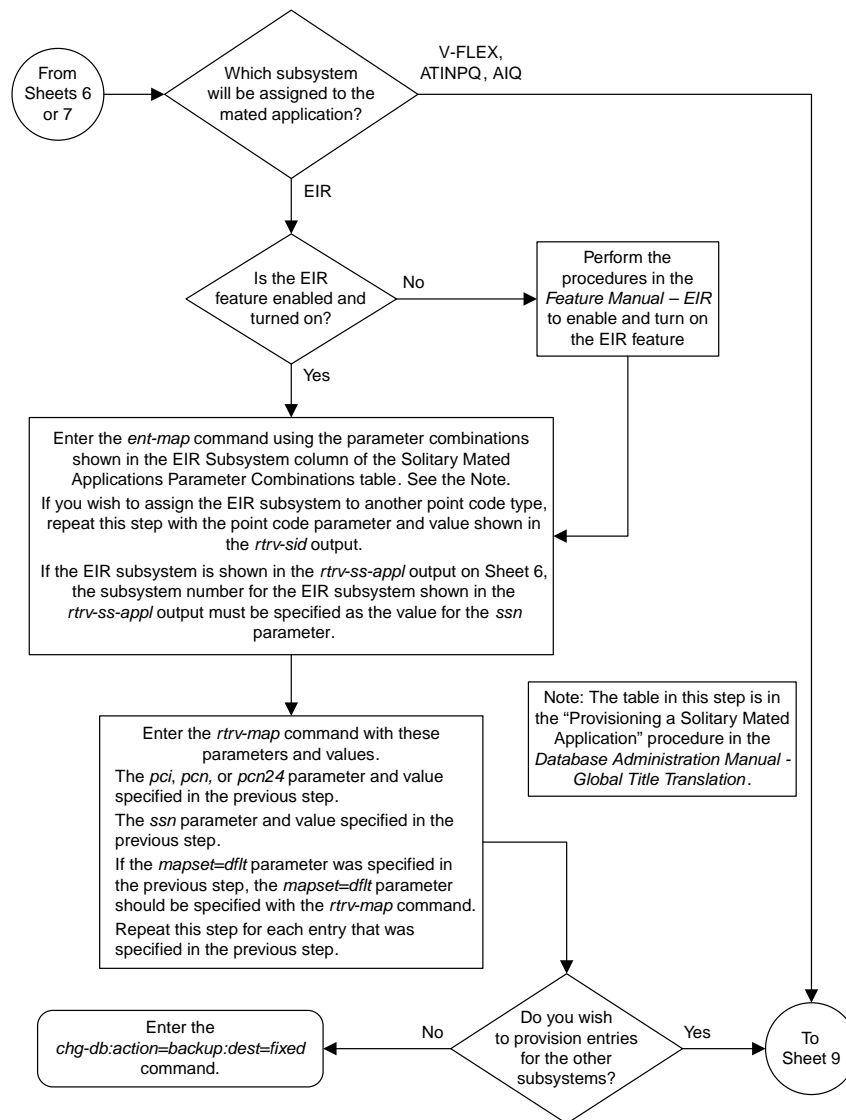 From
Sheets 6
or 7
Which subsystem
will be assigned to the
mated application?
V-FLEX,
ATINPQ, AIQ
EIR
Is the EIR
feature enabled and
turned on?
No
Perform the
procedures in the
Feature Manual – EIR
to enable and turn on
the EIR feature
Yes
Enter the ent-map command using the parameter combinations
shown in the EIR Subsystem column of the Solitary Mated
Applications Parameter Combinations table. See the Note.
If you wish to assign the EIR subsystem to another point code type,
repeat this step with the point code parameter and value shown in
the rtrv-sid output.
If the EIR subsystem is shown in the rtrv-ss-appl output on Sheet 6,
the subsystem number for the EIR subsystem shown in the
rtrv-ss-appl output must be specified as the value for the ssn
parameter.
Note: The table in this step is in
the “Provisioning a Solitary Mated
Application” procedure in the
Database Administration Manual -
Global Title Translation.
Enter the rtrv-map command with these
parameters and values.
The pci, pcn, or pcn24 parameter and value
specified in the previous step.
The ssn parameter and value specified in the
previous step.
If the mapset=dflt parameter was specified in
the previous step, the mapset=dflt parameter
should be specified with the rtrv-map command.
Repeat this step for each entry that was
specified in the previous step.
Do you wish
to provision entries
for the other
subsystems?
No
Yes
Enter the
chg-db:action=backup:dest=fixed
command.
To
Sheet 9